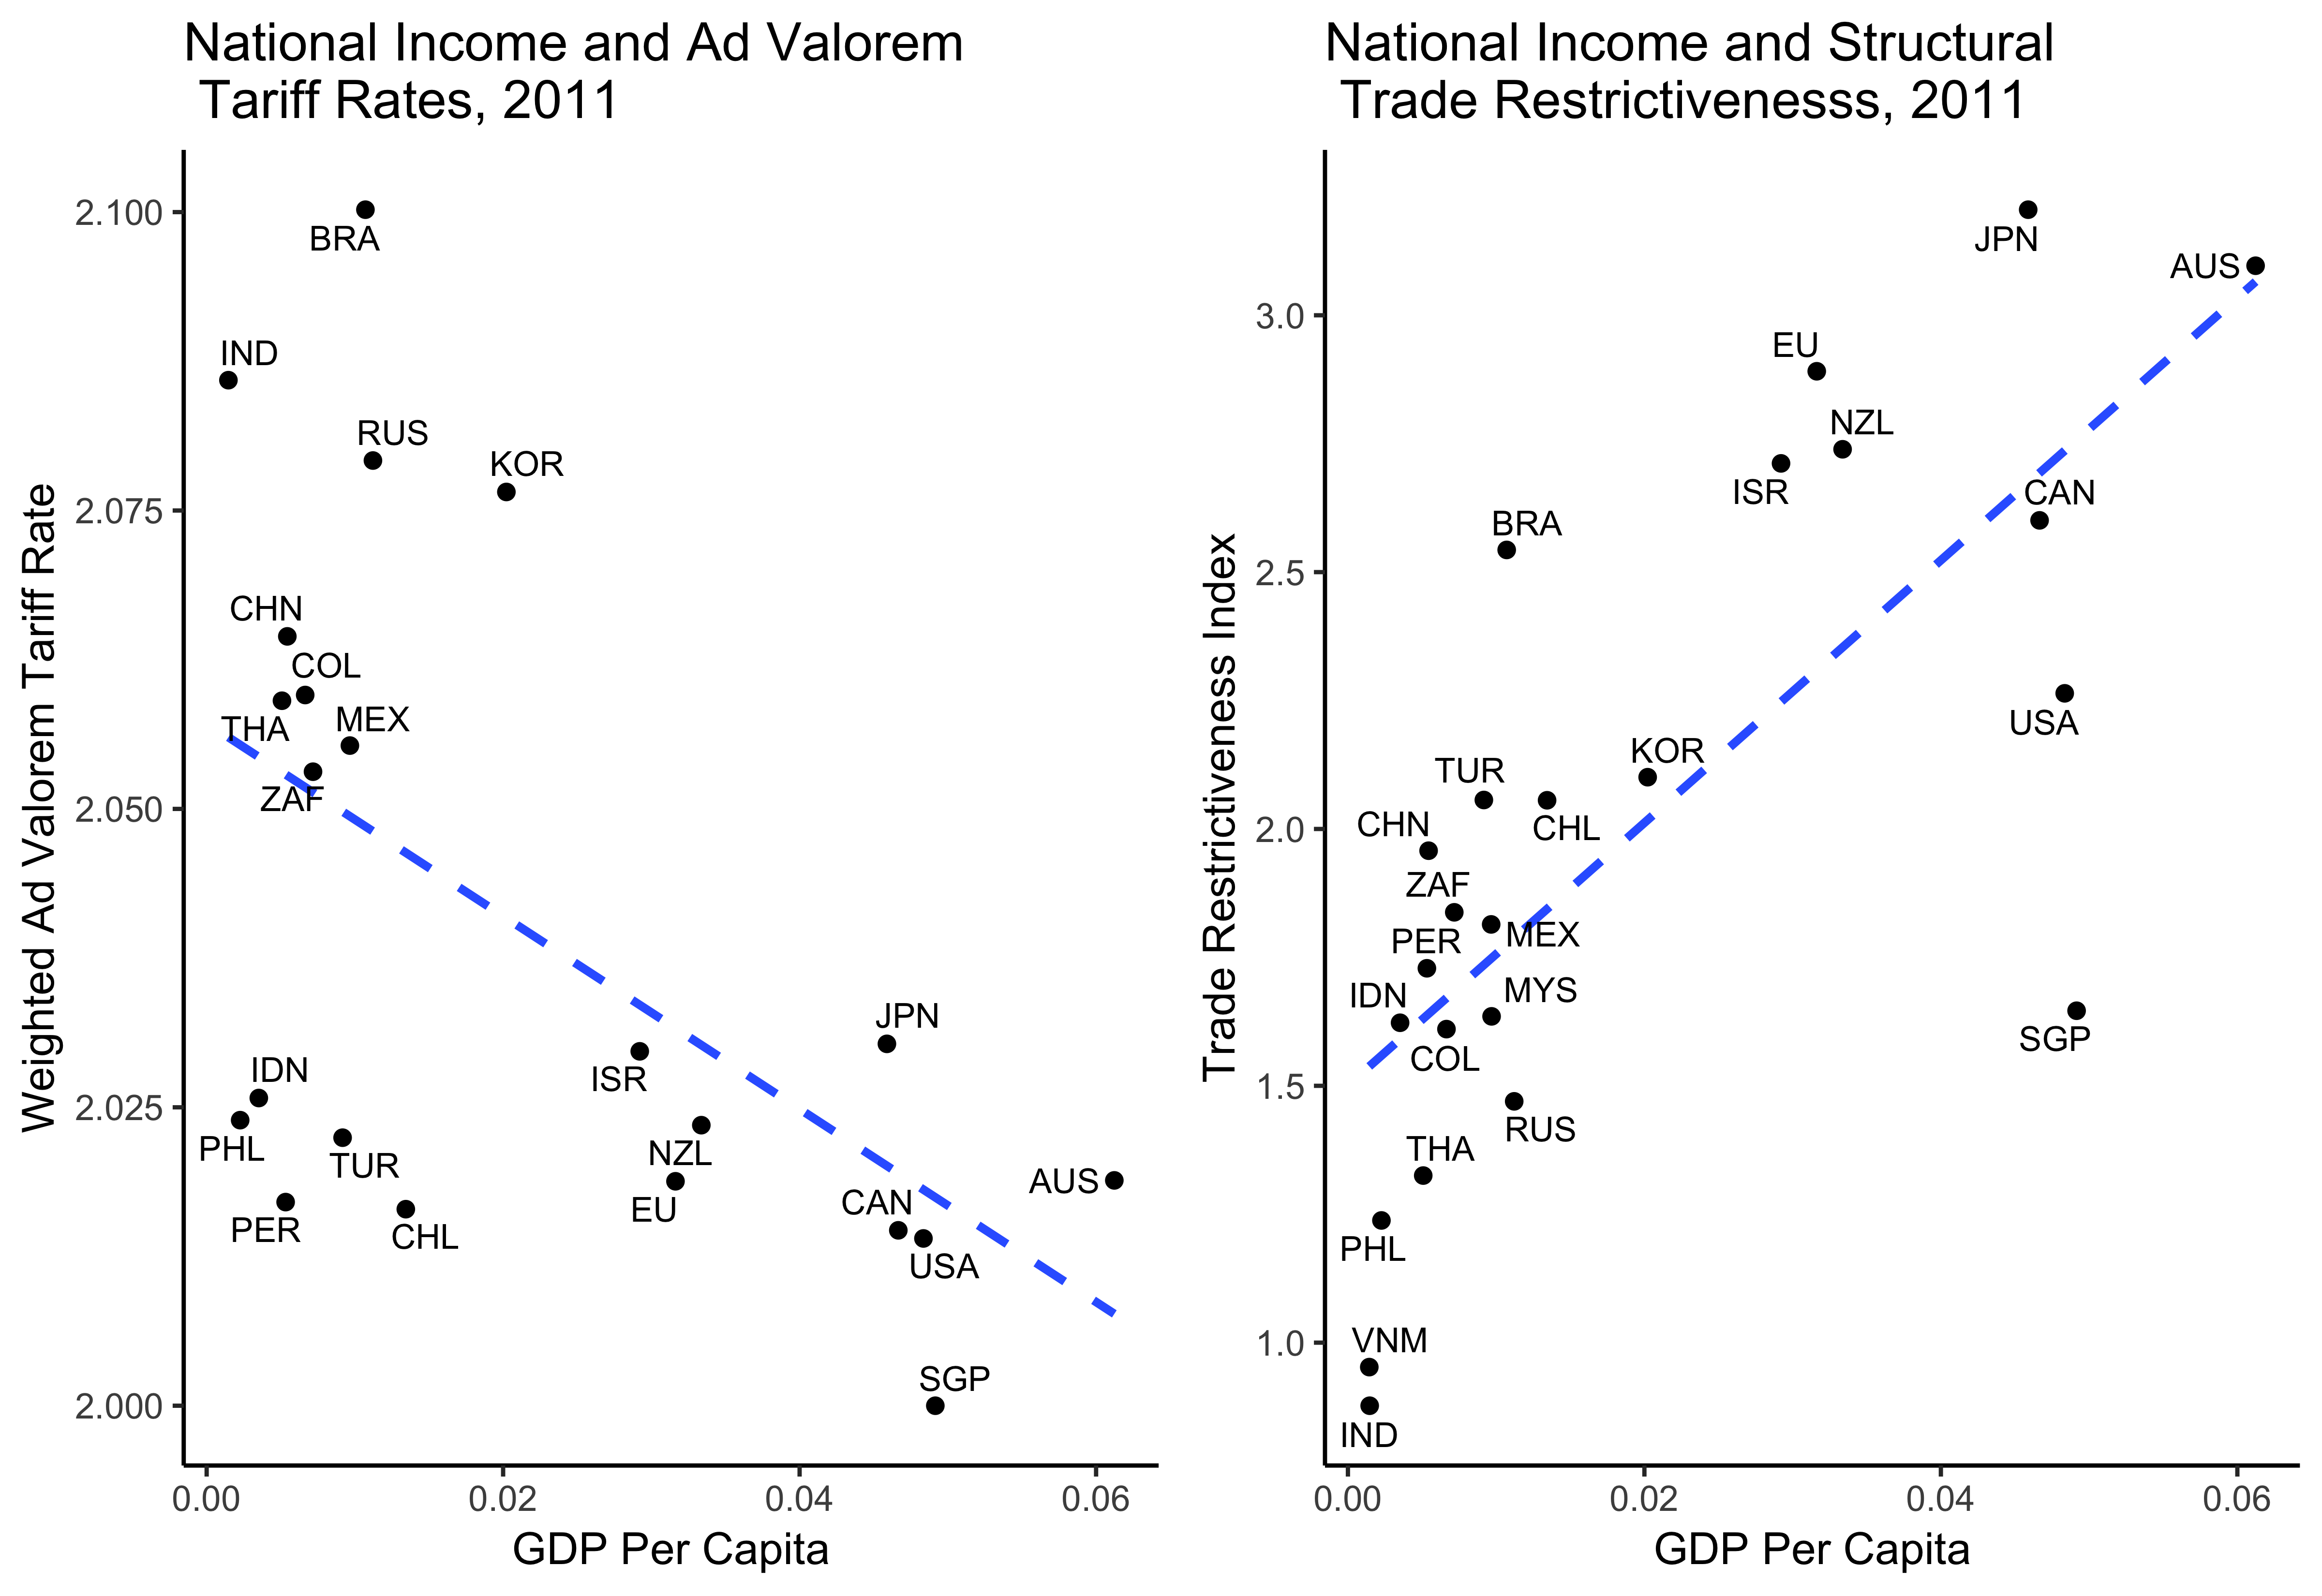 National Income and Ad Valorem
Tariff Rates, 2011
Weighted Ad Valorem Tariff Rate
2.100
2.075
2.050
2.025
2.000
BRA
IND
RUS
KOR
CHN
COL
THA
MEX
ZAF
JPN
IDN
ISR
PHL
NZL
TUR
AUS
CAN
EU
PER
CHL
USA
SGP
0.00
0.02
0.04
0.06
GDP Per Capita
National Income and Structural
Trade Restrictivenesss, 2011
Trade Restrictiveness Index
3.0
2.5
2.0
1.5
1.0
JPN
AUS
EU
NZL
ISR
CAN
BRA
USA
KOR
TUR
CHN
CHL
ZAF
MEX
PER
MYS
IDN
SGP
COL
RUS
THA
PHL
VNM
IND
0.00
0.02
0.04
0.06
GDP Per Capita